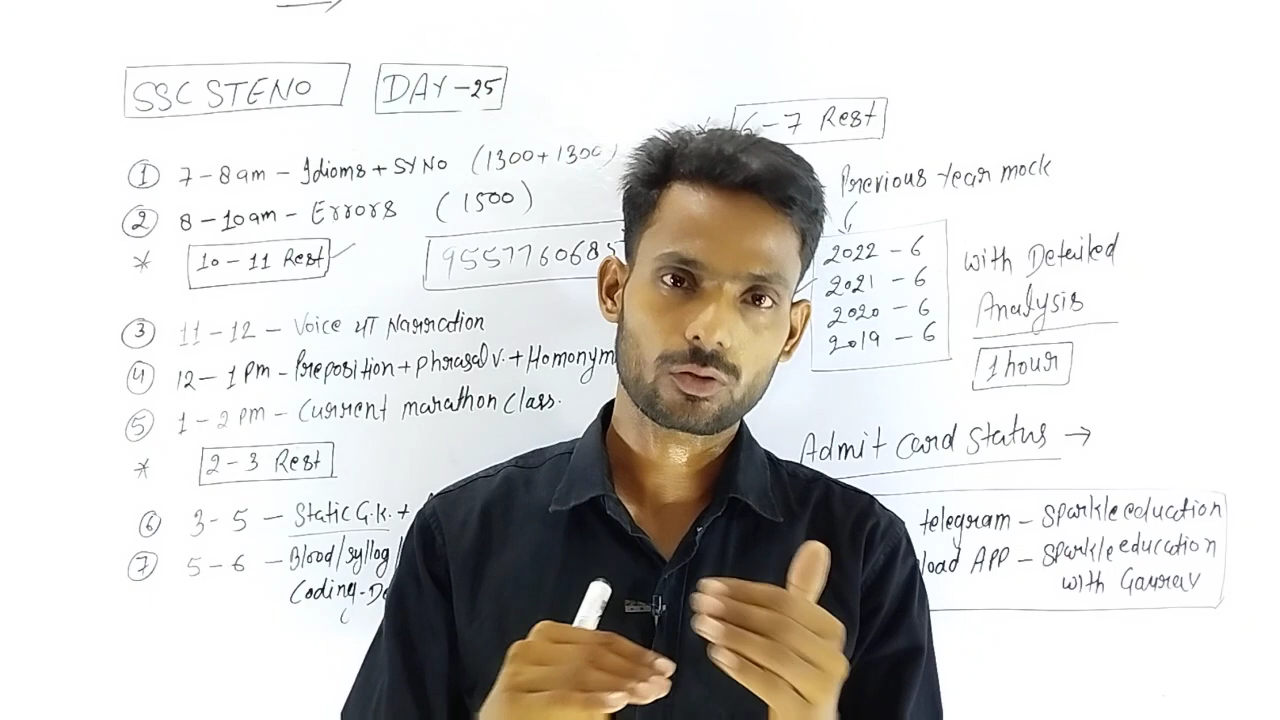 SSC STENO DAY-25
① 7-8am - Idioms + SYNO (1300+1300)
② 8-10am - Errors (1500)
* 10-11 Rest
9557760685
③ 11-12 - Voice Narration
④ 12-1 Pm - Preposition + Phrasal v. + Homonym
⑤ 1-2 pm - Current marathon class.
* 2-3 Rest
⑥ 3-5 - Static G.K. +
⑦ 5-6 - Blood/syllog/
Coding-De
6-7 Rest
Previous Year mock
2022 - 6
2021 - 6
2020 - 6
2019 - 6
with Detailed
Analysis
1 hour
Admit card status →
telegram - Sparkle education
load APP - Sparkle education
with Gaurav